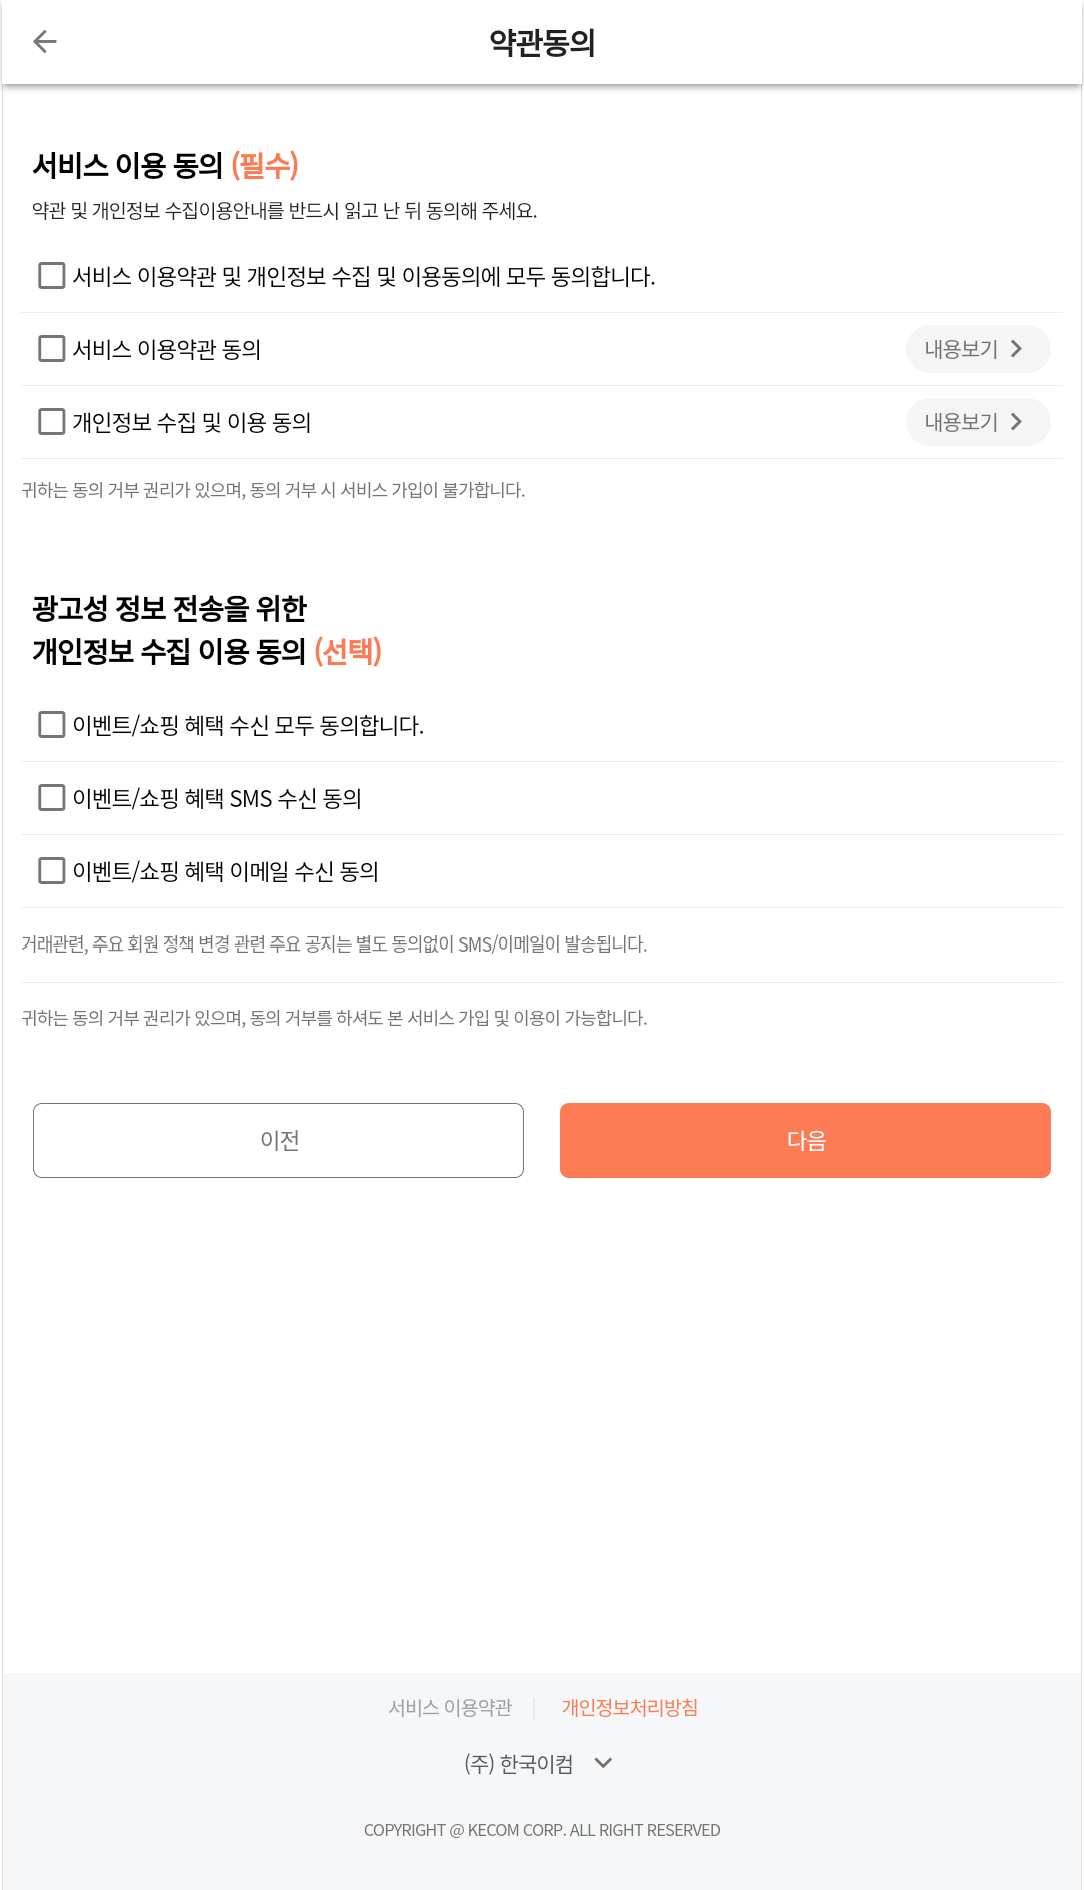 약관동의
서비스 이용 동의 (필수)
약관 및 개인정보 수집이용안내를 반드시 읽고 난 뒤 동의해 주세요.
서비스 이용약관 및 개인정보 수집 및 이용동의에 모두 동의합니다.
서비스 이용약관 동의 내용보기
개인정보 수집 및 이용 동의 내용보기
귀하는 동의 거부 권리가 있으며, 동의 거부 시 서비스 가입이 불가합니다.
광고성 정보 전송을 위한
개인정보 수집 이용 동의 (선택)
이벤트/쇼핑 혜택 수신 모두 동의합니다.
이벤트/쇼핑 혜택 SMS 수신 동의
이벤트/쇼핑 혜택 이메일 수신 동의
거래관련, 주요 회원 정책 변경 관련 주요 공지는 별도 동의없이 SMS/이메일이 발송됩니다.
귀하는 동의 거부 권리가 있으며, 동의 거부를 하셔도 본 서비스 가입 및 이용이 가능합니다.
이전 다음
서비스 이용약관 개인정보처리방침
(주) 한국이컴
COPYRIGHT @ KECOM CORP. ALL RIGHT RESERVED